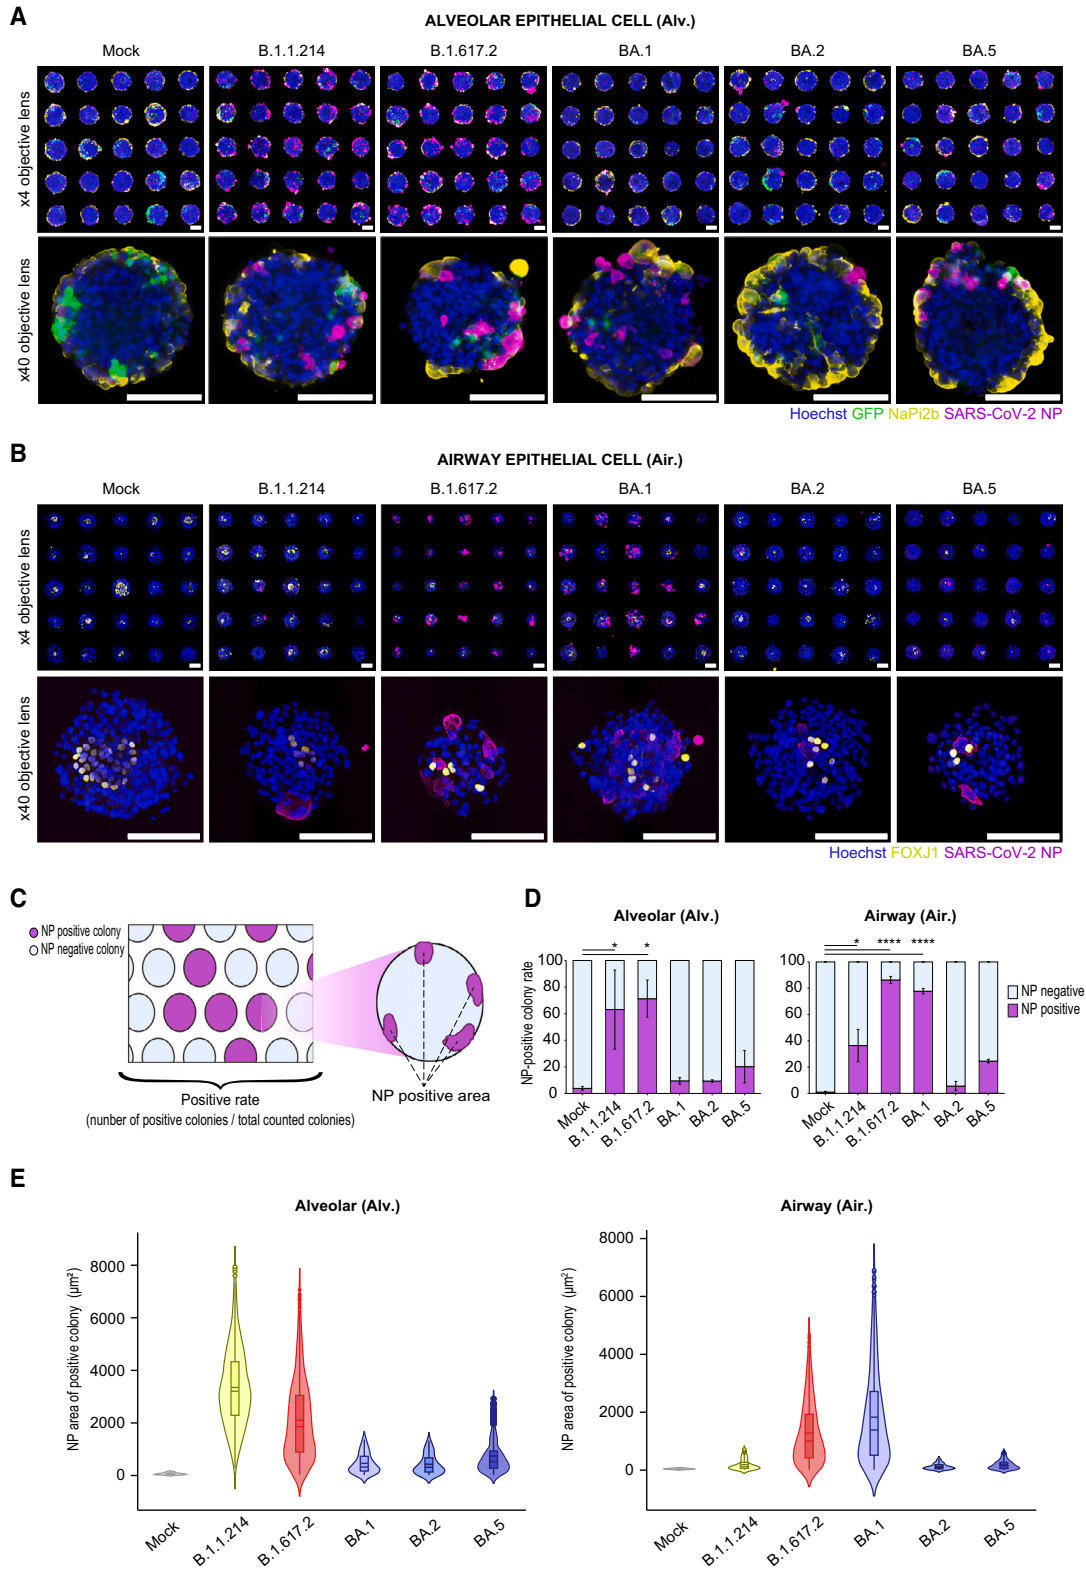 A
ALVEOLAR EPITHELIAL CELL (Alv.)
Mock B.1.1.214 B.1.617.2 BA.1 BA.2 BA.5
x4 objective lens
x40 objective lens
Hoechst GFP NaPi2b SARS-CoV-2 NP
B
AIRWAY EPITHELIAL CELL (Air.)
Mock B.1.1.214 B.1.617.2 BA.1 BA.2 BA.5
x4 objective lens
x40 objective lens
Hoechst FOXJ1 SARS-CoV-2 NP
C
NP positive colony
NP negative colony
Positive rate
(nunber of positive colonies / total counted colonies)
NP positive area
D
Alveolar (Alv.)
* *
NP-positive colony rate
100
80
60
40
20
0
Mock B.1.1.214 B.1.617.2 BA.1 BA.2 BA.5
Airway (Air.)
* **** ****
100
80
60
40
20
0
Mock B.1.1.214 B.1.617.2 BA.1 BA.2 BA.5
NP negative
NP positive
E
Alveolar (Alv.)
NP area of positive colony (μm²)
8000
6000
4000
2000
0
Mock B.1.1.214 B.1.617.2 BA.1 BA.2 BA.5
Airway (Air.)
NP area of positive colony (μm²)
8000
6000
4000
2000
0
Mock B.1.1.214 B.1.617.2 BA.1 BA.2 BA.5